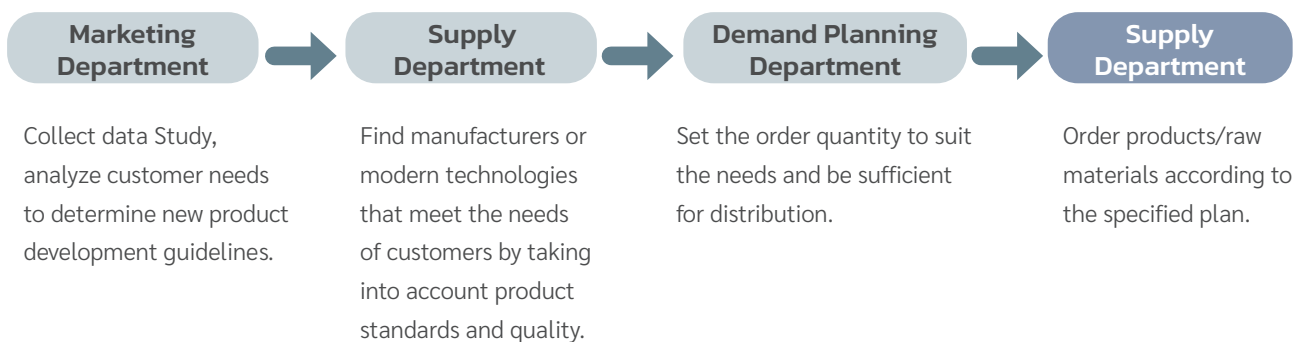 Marketing
Department
Supply
Department
Demand Planning
Department
Supply
Department
Collect data Study,
analyze customer needs
to determine new product
development guidelines.
Find manufacturers or
modern technologies
that meet the needs
of customers by taking
into account product
standards and quality.
Set the order quantity to suit
the needs and be sufficient
for distribution.
Order products/raw
materials according to
the specified plan.